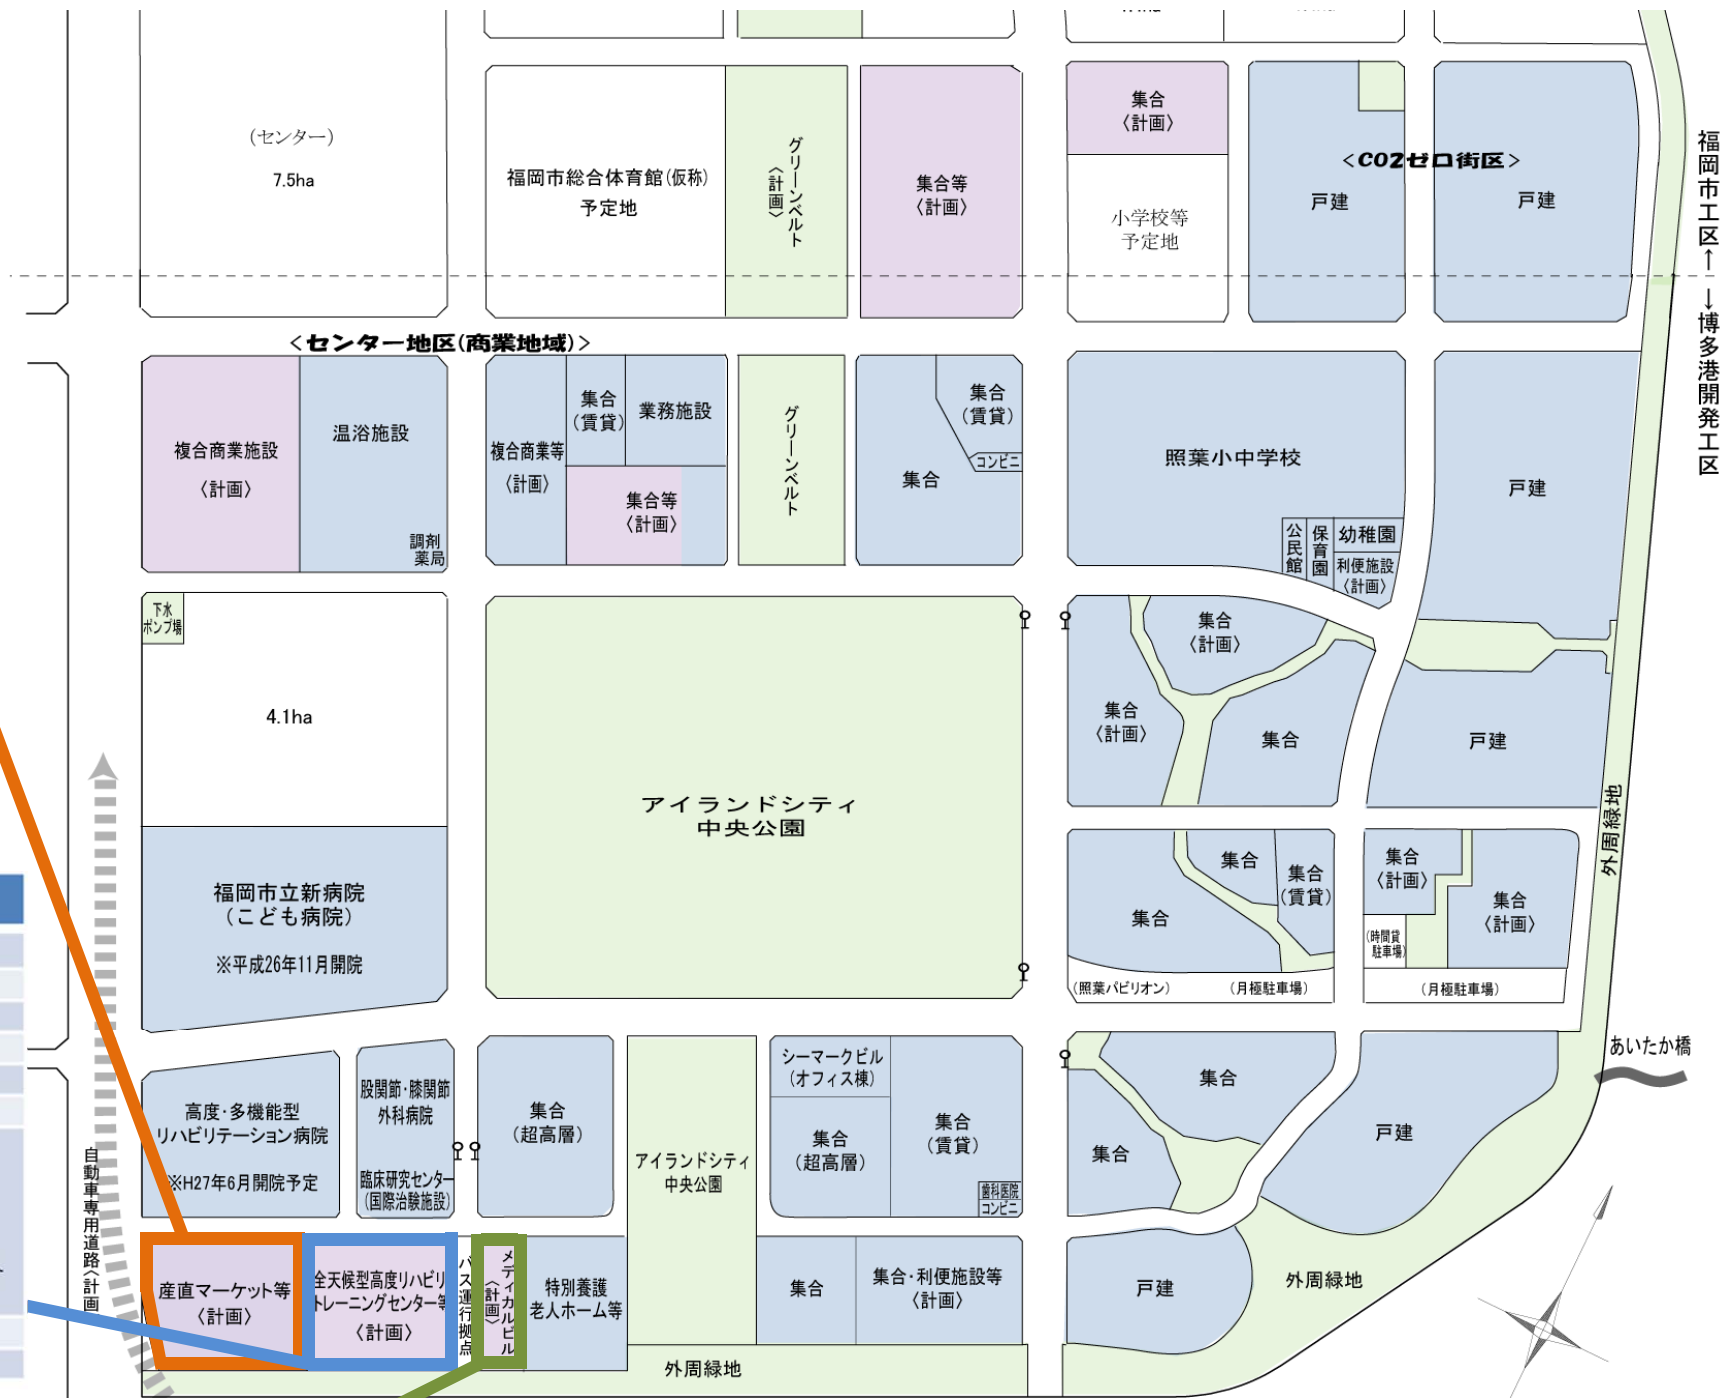 (センター)
7.5ha
福岡市総合体育館(仮称)
予定地
グリーンベルト
〈計画〉
集合等
〈計画〉
集合
〈計画〉
小学校等
予定地
<CO2ゼロ街区>
戸建
戸建
福岡市工区↑
↓博多港開発工区
<センター地区(商業地域)>
複合商業施設
〈計画〉
温浴施設
調剤
薬局
複合商業等
〈計画〉
集合
(賃貸)
業務施設
集合等
〈計画〉
グリーンベルト
集合
(賃貸)
コンビニ
集合
照葉小中学校
公民館
保育園
幼稚園
利便施設
〈計画〉
戸建
下水
ポンプ場
4.1ha
アイランドシティ
中央公園
集合
〈計画〉
集合
〈計画〉
集合
戸建
外周緑地
福岡市立新病院
(こども病院)
※平成26年11月開院
集合
集合
(賃貸)
集合
(照葉パビリオン)
(月極駐車場)
集合
〈計画〉
集合
〈計画〉
(時間貸
駐車場)
(月極駐車場)
あいたか橋
高度・多機能型
リハビリテーション病院
※H27年6月開院予定
股関節・膝関節
外科病院
臨床研究センター
(国際治験施設)
集合
(超高層)
アイランドシティ
中央公園
シーマークビル
(オフィス棟)
集合
(超高層)
集合
(賃貸)
歯科医院
コンビニ
集合
集合
戸建
自動車専用道路〈計画
産直マーケット等
〈計画〉
全天候型高度リハビリ
トレーニングセンター等
〈計画〉
バス運行拠点
メディカルビル
〈計画〉
特別養護
老人ホーム等
集合
集合・利便施設等
〈計画〉
戸建
外周緑地
外周緑地